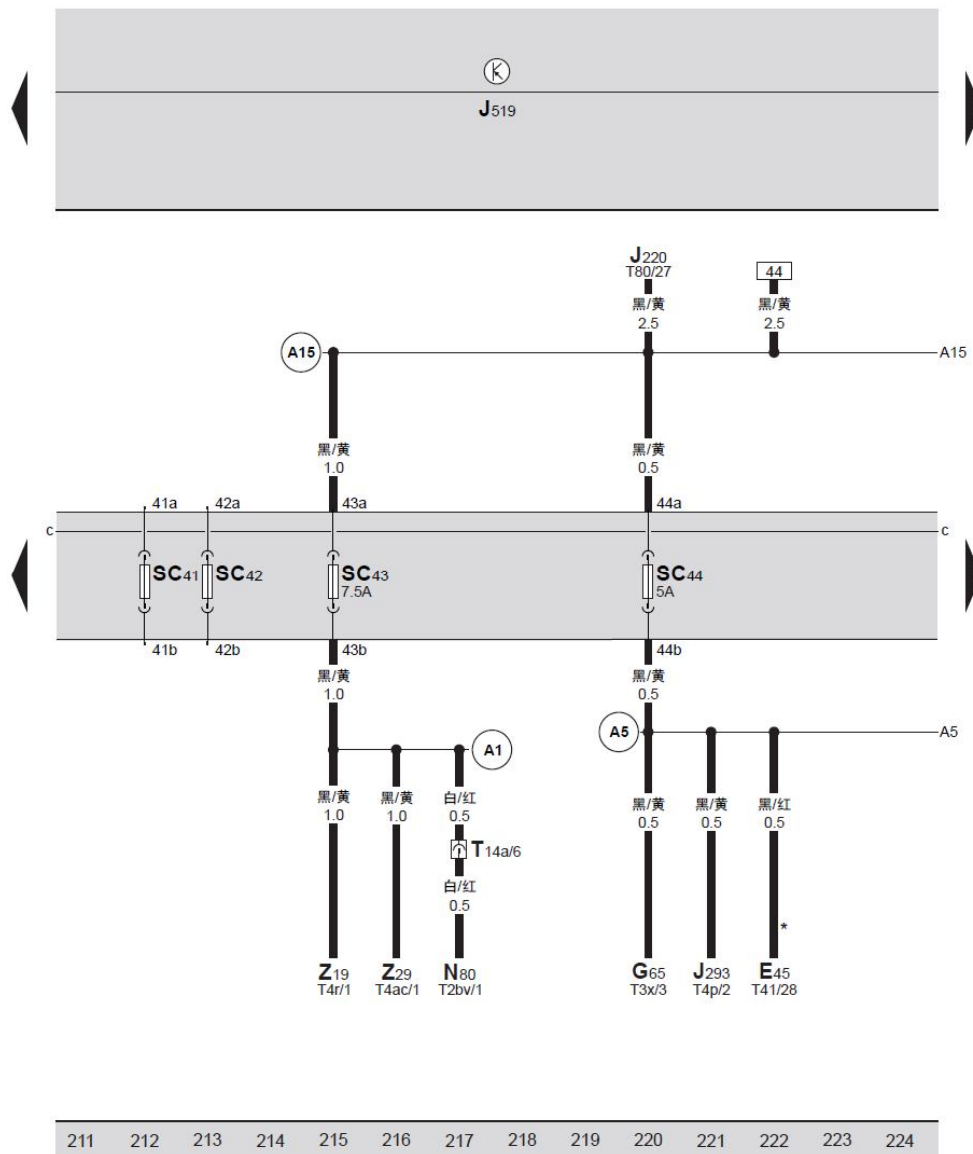 J519
J220
T80/27
黑/黄
2.5
44
黑/黄
2.5
A15
A15
黑/黄
1.0
黑/黄
0.5
41a 42a 43a 44a
c c
SC41 SC42 SC43 SC44
7.5A 5A
41b 42b 43b 44b
黑/黄 黑/黄
1.0 0.5
A1 A5 A5
黑/黄 黑/黄 白/红 黑/黄 黑/黄 黑/红
1.0 1.0 0.5 0.5 0.5 0.5
T14a/6
白/红
0.5
*
Z19 Z29 N80 G65 J293 E45
T4r/1 T4ac/1 T2bv/1 T3x/3 T4p/2 T41/28
211 212 213 214 215 216 217 218 219 220 221 222 223 224